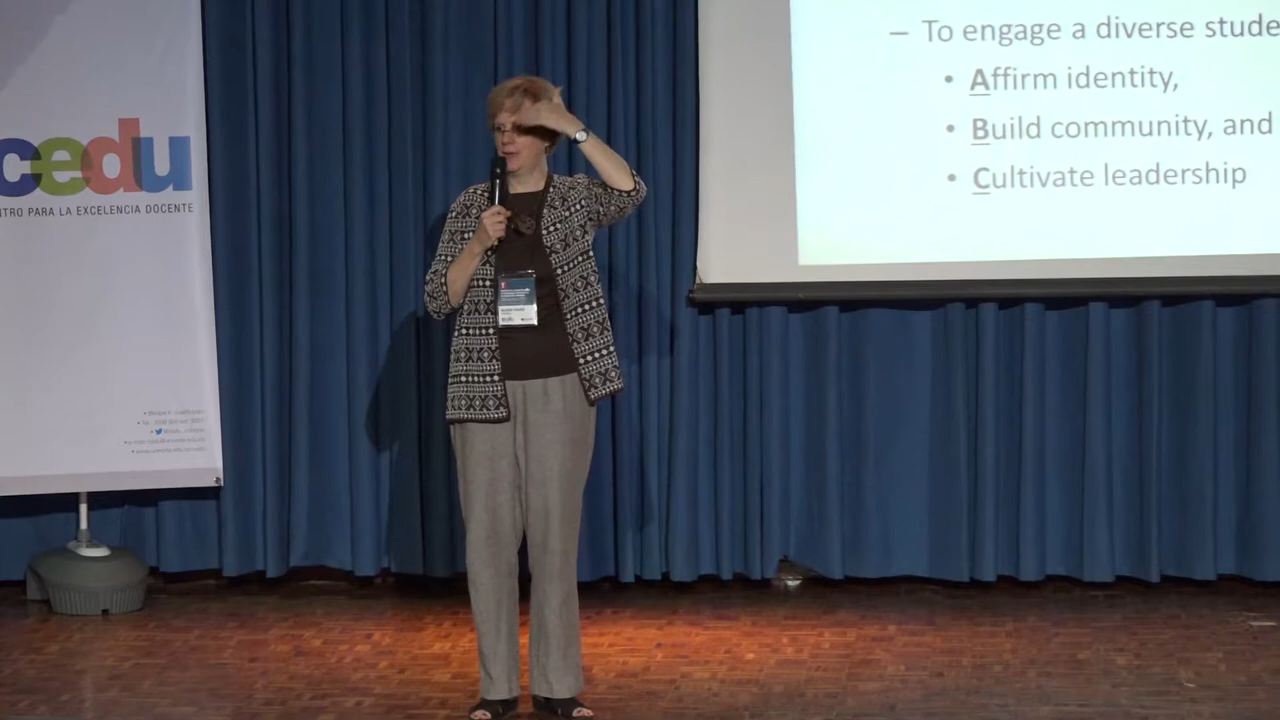 cedu
NTRO PARA LA EXCELENCIA DOCENTE
– To engage a diverse stude
• Affirm identity,
• Build community, and
• Cultivate leadership